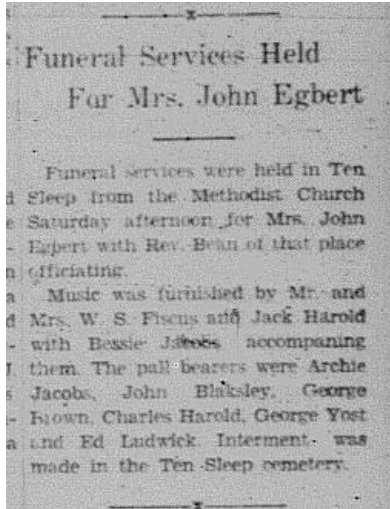 Funeral Services Held
For Mrs. John Egbert
Funeral services were held in Ten
Sleep from the Methodist Church
Saturday afternoon for Mrs. John
Egbert with Rev. Bean of that place
officiating.
Music was furnished by Mr. and
Mrs. W. S. Fiscus and Jack Harold
with Bessie Jacobs accompaning
them. The pall bearers were Archie
Jacobs, John Blaksley, George
Brown, Charles Harold, George Yost
and Ed Ludwick. Interment was
made in the Ten Sleep cemetery.